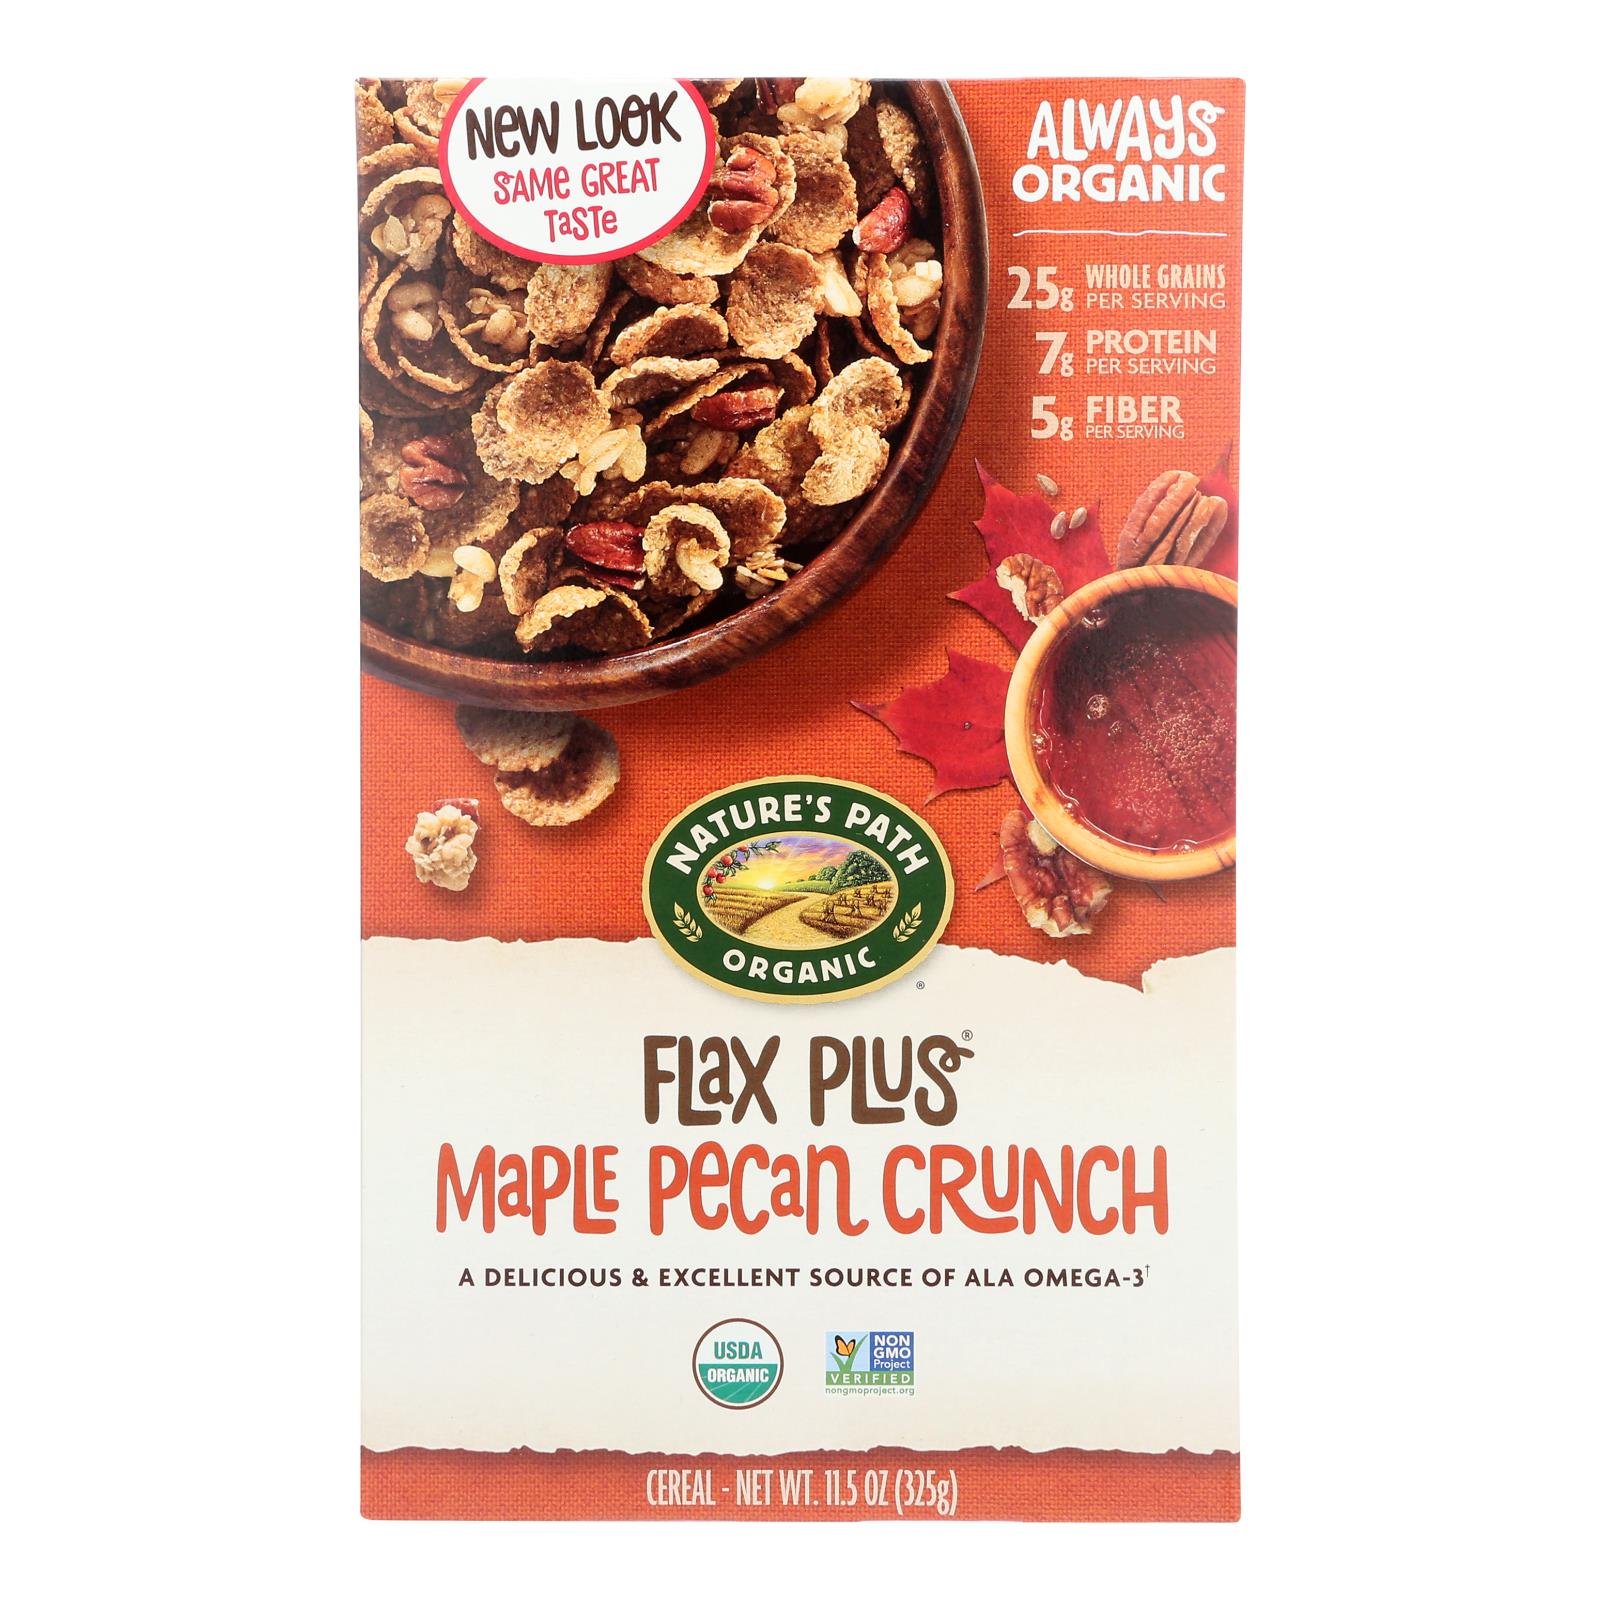 NEW LOOK
SAME GREAT
TASTE
ALWAYS
ORGANIC
25g WHOLE GRAINS
PER SERVING
7g PROTEIN
PER SERVING
5g FIBER
PER SERVING
NATURE'S PATH
ORGANIC
®
FLAX PLUS®
MAPLE PECAN CRUNCH
A DELICIOUS & EXCELLENT SOURCE OF ALA OMEGA-3†
USDA
ORGANIC
NON
GMO
Project
VERIFIED
nongmoproject.org
CEREAL - NET WT. 11.5 OZ (325g)